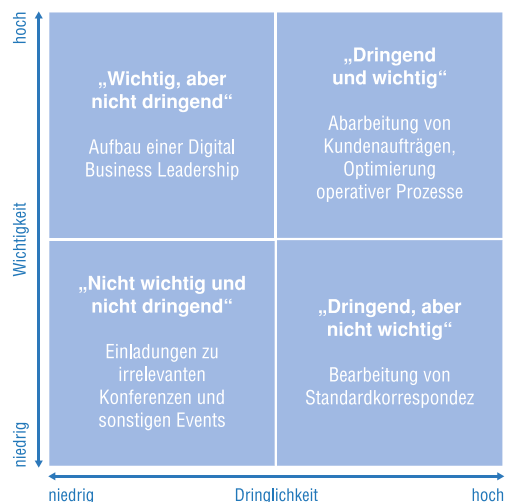 hoch
Wichtigkeit
niedrig
„Wichtig, aber
nicht dringend“
Aufbau einer Digital
Business Leadership
„Dringend
und wichtig“
Abarbeitung von
Kundenaufträgen,
Optimierung
operativer Prozesse
„Nicht wichtig und
nicht dringend“
Einladungen zu
irrelevanten
Konferenzen und
sonstigen Events
„Dringend, aber
nicht wichtig“
Bearbeitung von
Standardkorrespondez
niedrig
Dringlichkeit
hoch